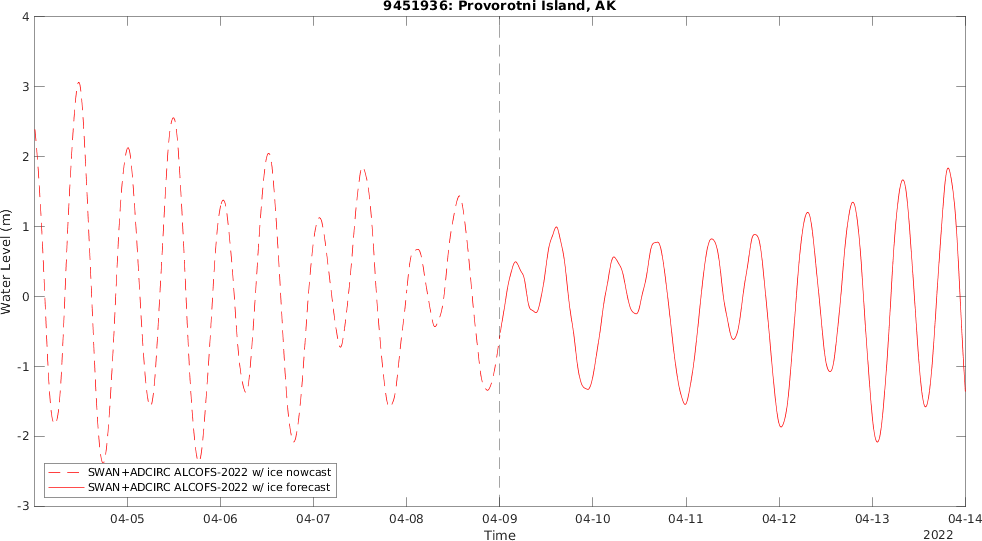 9451936: Provorotni Island, AK
Water Level (m)
4
3
2
1
0
-1
-2
-3
SWAN+ADCIRC ALCOFS-2022 w/ ice nowcast
SWAN+ADCIRC ALCOFS-2022 w/ ice forecast
04-05 04-06 04-07 04-08 04-09 04-10 04-11 04-12 04-13 04-14
Time
2022